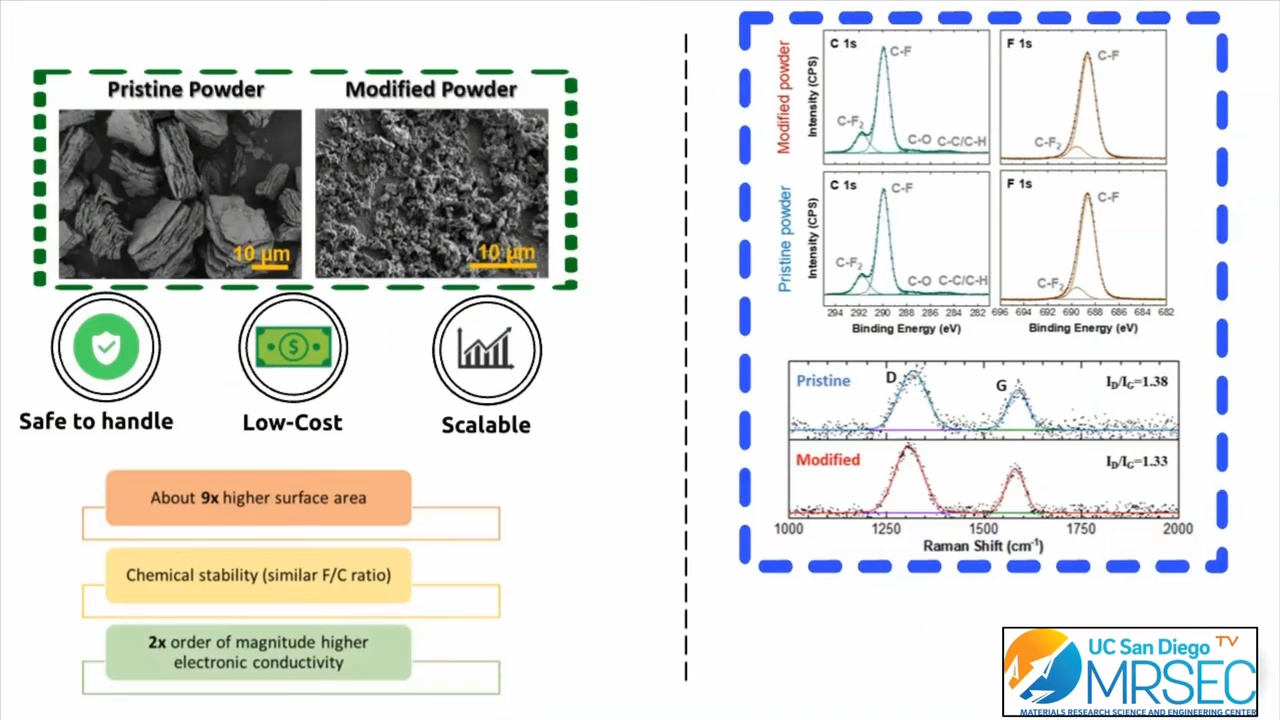 Pristine Powder
Modified Powder
10 µm
10 µm
Safe to handle
Low-Cost
Scalable
About 9x higher surface area
Chemical stability (similar F/C ratio)
2x order of magnitude higher
electronic conductivity
Modified powder
Intensity (CPS)
C 1s
C-F
C-F2
C-O
C-C/C-H
F 1s
C-F
C-F2
Pristine powder
Intensity (CPS)
C 1s
C-F
C-F2
C-O
C-C/C-H
F 1s
C-F
C-F2
294 292 290 288 286 284 282
696 694 692 690 688 686 684 682
Binding Energy (eV)
Binding Energy (eV)
Pristine
D
G
ID/IG=1.38
Modified
ID/IG=1.33
1000 1250 1500 1750 2000
Raman Shift (cm-1)
UC San Diego TV
MRSEC
MATERIALS RESEARCH SCIENCE AND ENGINEERING CENTER